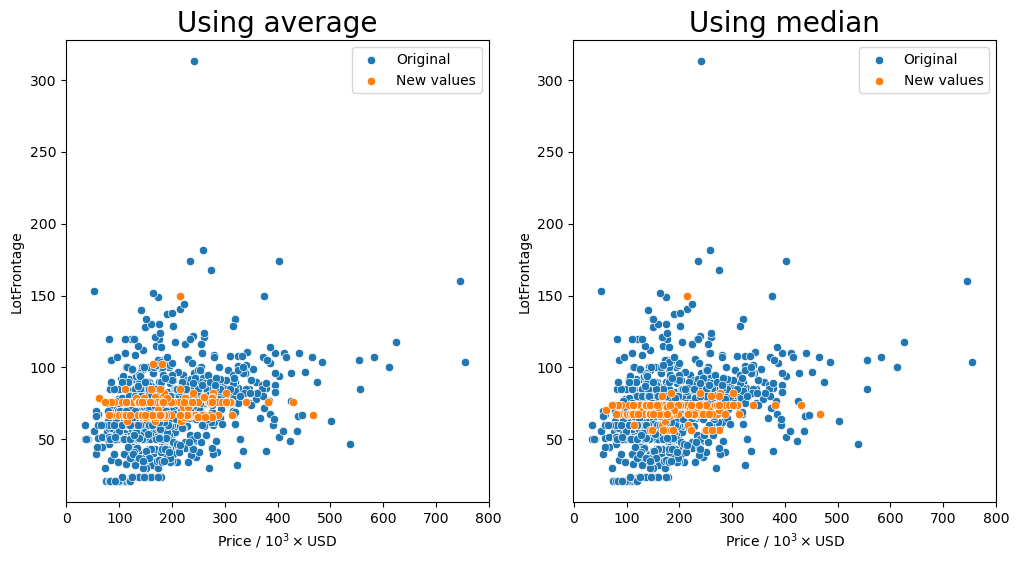 Using average
Original
New values
300
250
200
150
100
50
LotFrontage
0 100 200 300 400 500 600 700 800
Price / 10³ × USD
Using median
Original
New values
300
250
200
150
100
50
LotFrontage
0 100 200 300 400 500 600 700 800
Price / 10³ × USD